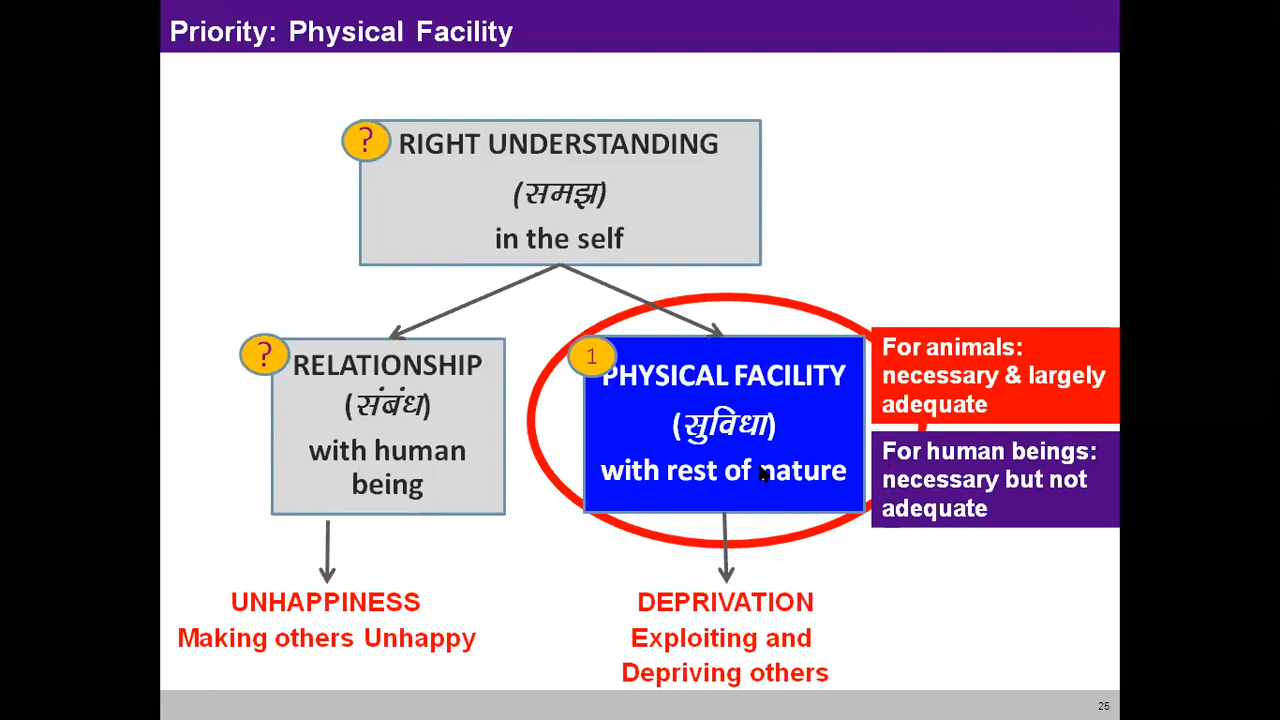 Priority: Physical Facility
?
RIGHT UNDERSTANDING
(समझ)
in the self
?
RELATIONSHIP
(संबंध)
with human
being
1
PHYSICAL FACILITY
(सुविधा)
with rest of nature
For animals:
necessary & largely
adequate
For human beings:
necessary but not
adequate
UNHAPPINESS
Making others Unhappy
DEPRIVATION
Exploiting and
Depriving others
25